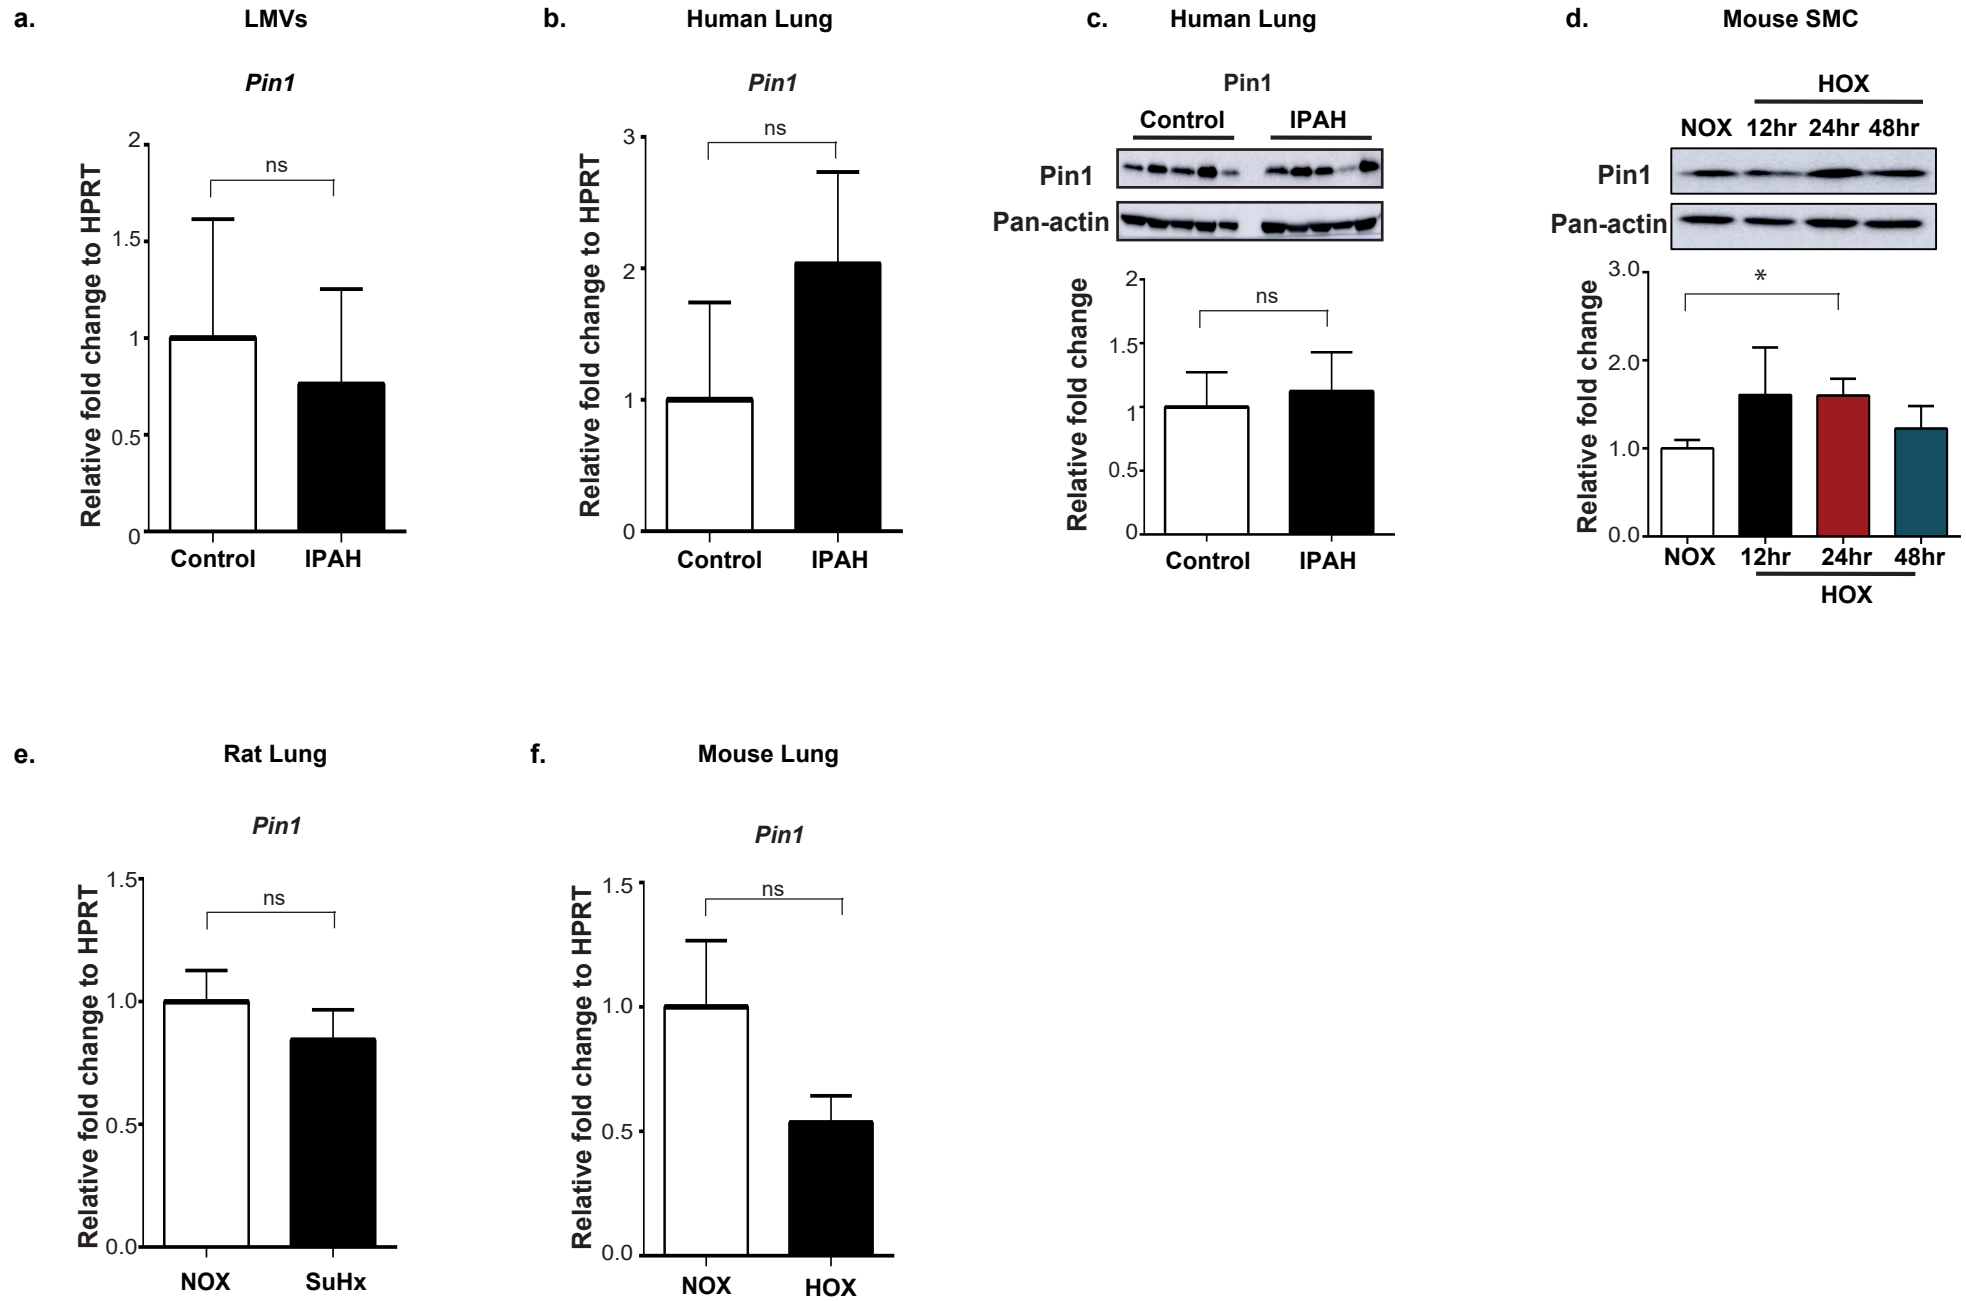 a.
LMVs
Pin1
Relative fold change to HPRT
2
1.5
1
0.5
0
ns
Control
IPAH
b.
Human Lung
Pin1
Relative fold change to HPRT
3
2
1
0
ns
Control
IPAH
c.
Human Lung
Pin1
Control
IPAH
Pin1
Pan-actin
Relative fold change
2
1.5
1
0.5
0
ns
Control
IPAH
d.
Mouse SMC
HOX
NOX 12hr 24hr 48hr
Pin1
Pan-actin
Relative fold change
3.0
2.0
1.0
0.0
*
NOX 12hr 24hr 48hr
HOX
e.
Rat Lung
Pin1
Relative fold change to HPRT
1.5
1.0
0.5
0.0
ns
NOX
SuHx
f.
Mouse Lung
Pin1
Relative fold change to HPRT
1.5
1.0
0.5
0.0
ns
NOX
HOX